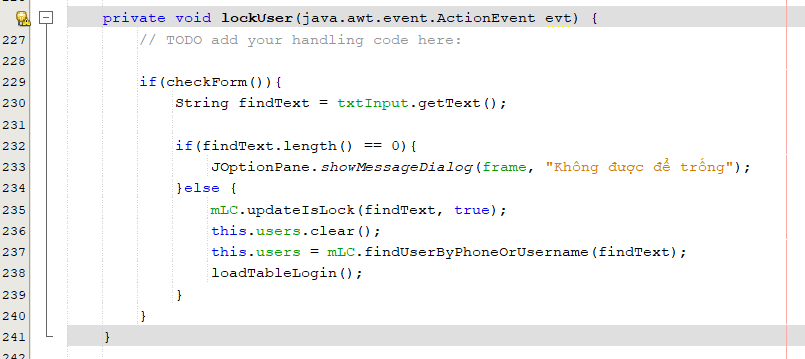 private void lockUser(java.awt.event.ActionEvent evt) {
227 // TODO add your handling code here:
228
229 if(checkForm()){
230 String findText = txtInput.getText();
231
232 if(findText.length() == 0){
233 JOptionPane.showMessageDialog(frame, "Không được để trống");
234 }else {
235 mLC.updateIsLock(findText, true);
236 this.users.clear();
237 this.users = mLC.findUserByPhoneOrUsername(findText);
238 loadTableLogin();
239 }
240 }
241 }